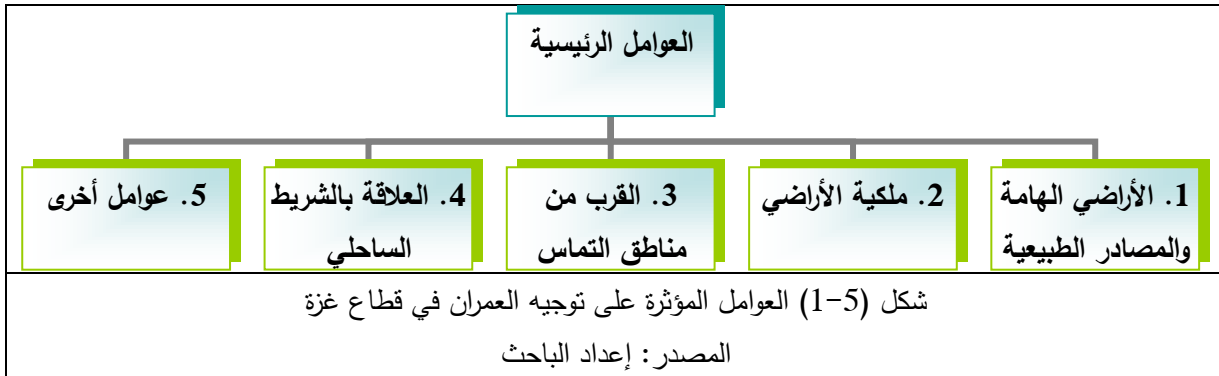 العوامل الرئيسية
1. الأراضي الهامة
والمصادر الطبيعية
2. ملكية الأراضي
3. القرب من
مناطق التماس
4. العلاقة بالشريط
الساحلي
5. عوامل أخرى
شكل (5-1) العوامل المؤثرة على توجيه العمران في قطاع غزة
المصدر: إعداد الباحث